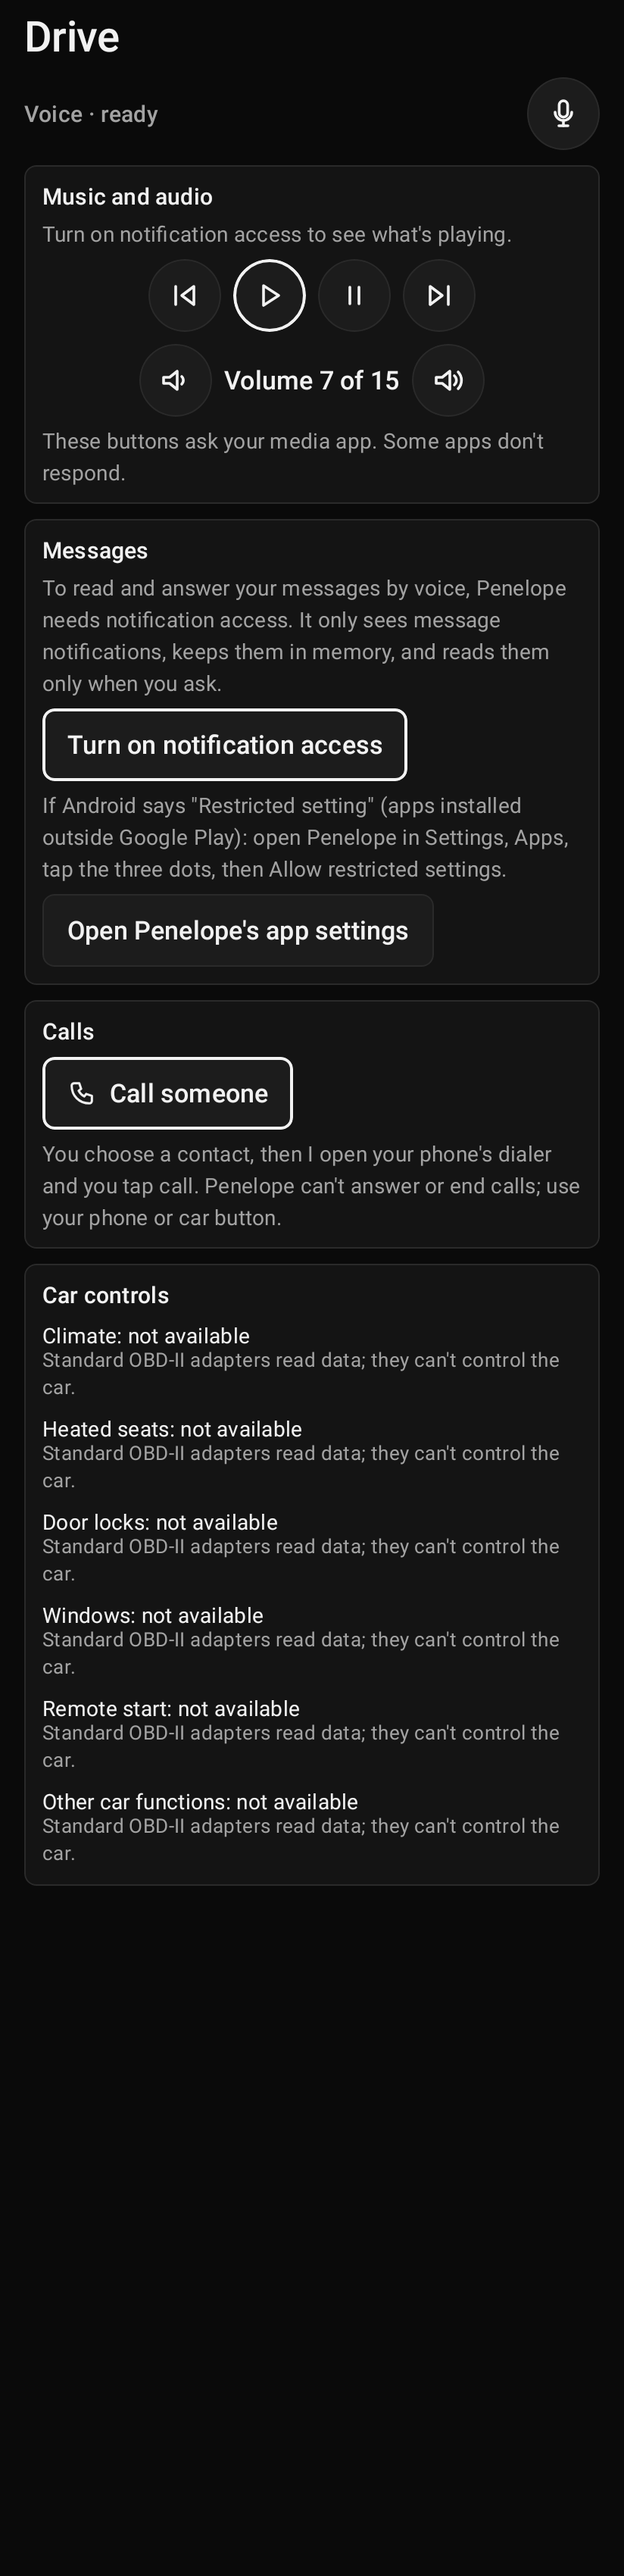 Drive
Voice · ready
Music and audio
Turn on notification access to see what's playing.
Volume 7 of 15
These buttons ask your media app. Some apps don't
respond.
Messages
To read and answer your messages by voice, Penelope
needs notification access. It only sees message
notifications, keeps them in memory, and reads them
only when you ask.
Turn on notification access
If Android says "Restricted setting" (apps installed
outside Google Play): open Penelope in Settings, Apps,
tap the three dots, then Allow restricted settings.
Open Penelope's app settings
Calls
Call someone
You choose a contact, then I open your phone's dialer
and you tap call. Penelope can't answer or end calls; use
your phone or car button.
Car controls
Climate: not available
Standard OBD-II adapters read data; they can't control the
car.
Heated seats: not available
Standard OBD-II adapters read data; they can't control the
car.
Door locks: not available
Standard OBD-II adapters read data; they can't control the
car.
Windows: not available
Standard OBD-II adapters read data; they can't control the
car.
Remote start: not available
Standard OBD-II adapters read data; they can't control the
car.
Other car functions: not available
Standard OBD-II adapters read data; they can't control the
car.